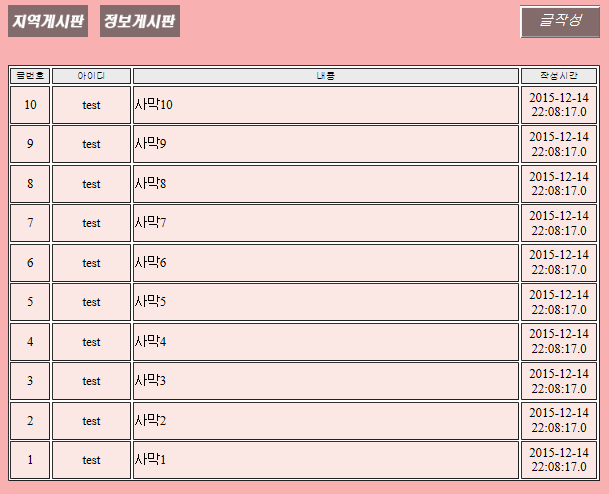 지역게시판 정보게시판 글작성
글번호 아이디 내용 작성시간
10 test 사막10 2015-12-14
22:08:17.0
9 test 사막9 2015-12-14
22:08:17.0
8 test 사막8 2015-12-14
22:08:17.0
7 test 사막7 2015-12-14
22:08:17.0
6 test 사막6 2015-12-14
22:08:17.0
5 test 사막5 2015-12-14
22:08:17.0
4 test 사막4 2015-12-14
22:08:17.0
3 test 사막3 2015-12-14
22:08:17.0
2 test 사막2 2015-12-14
22:08:17.0
1 test 사막1 2015-12-14
22:08:17.0